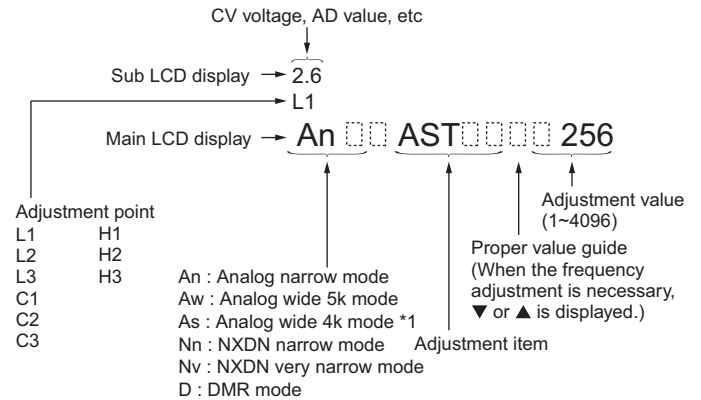 CV voltage, AD value, etc
Sub LCD display
2.6
L1
Main LCD display
An AST 256
Adjustment point
L1 H1
L2 H2
L3 H3
C1
C2
C3
An : Analog narrow mode
Aw : Analog wide 5k mode
As : Analog wide 4k mode *1
Nn : NXDN narrow mode
Nv : NXDN very narrow mode
D : DMR mode
Adjustment item
Proper value guide
(When the frequency
adjustment is necessary,
▼ or ▲ is displayed.)
Adjustment value
(1~4096)